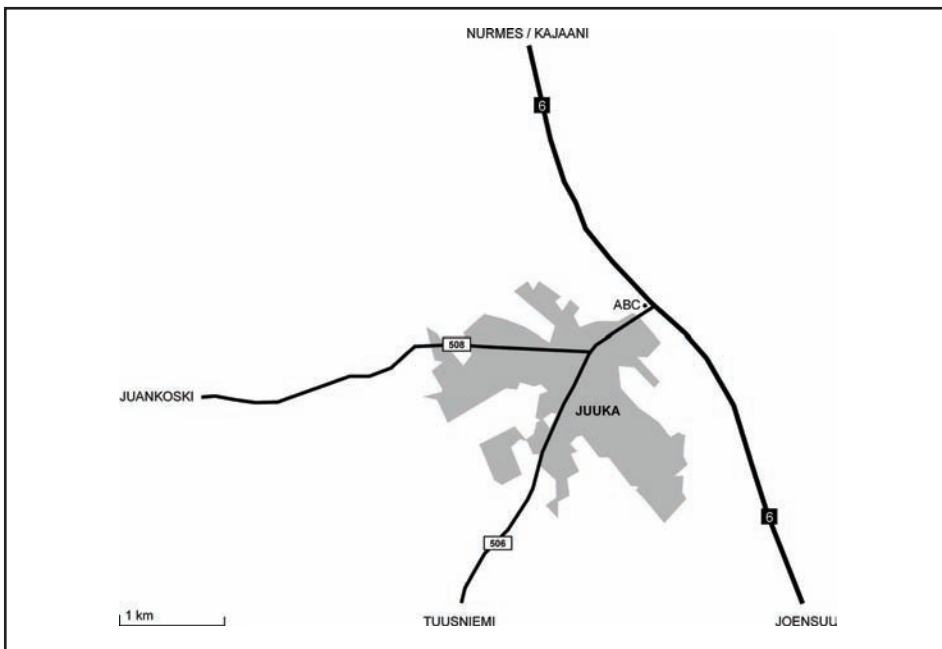 NURMES / KAJAANI
6
ABC
508
JUANKOSKI
JUUKA
6
506
1 km
TUUSNIEMI
JOENSUU